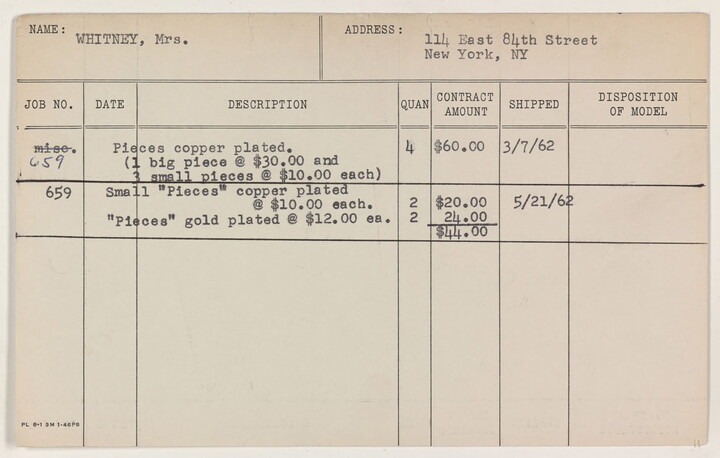 NAME: WHITNEY, Mrs.
ADDRESS: 114 East 84th Street
New York, NY
JOB NO. DATE DESCRIPTION QUAN CONTRACT AMOUNT SHIPPED DISPOSITION OF MODEL
misc. Pieces copper plated. 4 $60.00 3/7/62
659 (1 big piece @ $30.00 and
3 small pieces @ $10.00 each)
659 Small "Pieces" copper plated
@ $10.00 each. 2 $20.00 5/21/62
"Pieces" gold plated @ $12.00 ea. 2 24.00
$44.00
PL 8-1 3M 1-46PS